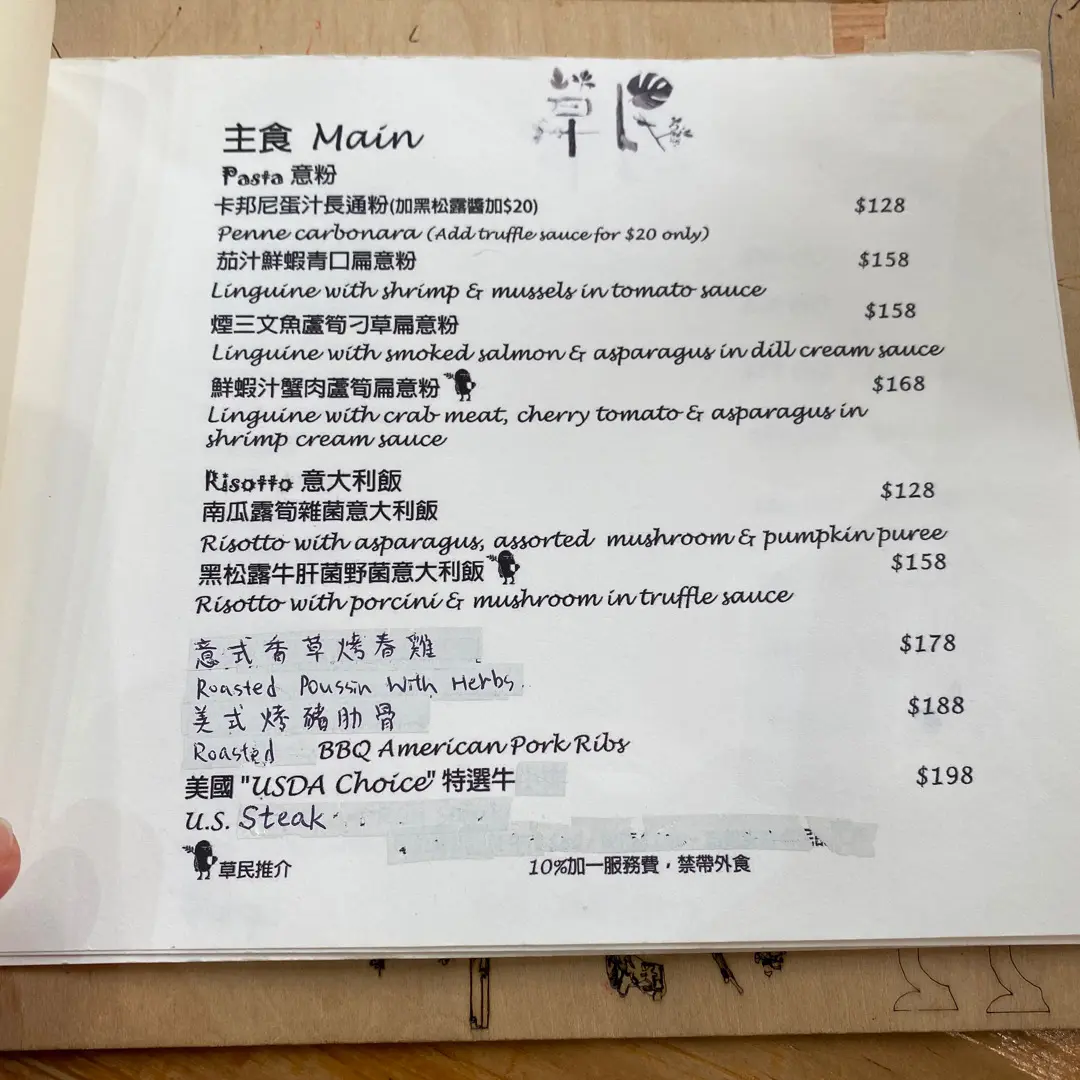 草民
主食 Main
Pasta 意粉
卡邦尼蛋汁長通粉(加黑松露醬加$20) $128
Penne carbonara (Add truffle sauce for $20 only)
茄汁鮮蝦青口扁意粉 $158
Linguine with shrimp & mussels in tomato sauce
煙三文魚蘆筍刁草扁意粉 $158
Linguine with smoked salmon & asparagus in dill cream sauce
鮮蝦汁蟹肉蘆筍扁意粉 $168
Linguine with crab meat, cherry tomato & asparagus in
shrimp cream sauce
Risotto 意大利飯
南瓜露筍雜菌意大利飯 $128
Risotto with asparagus, assorted mushroom & pumpkin puree
黑松露牛肝菌野菌意大利飯 $158
Risotto with porcini & mushroom in truffle sauce
意式香草烤春雞 $178
Roasted Poussin With Herbs
美式烤豬肋骨 $188
Roasted BBQ American Pork Ribs
美國 "USDA Choice" 特選牛 $198
U.S. Steak
草民推介 10%加一服務費，禁帶外食